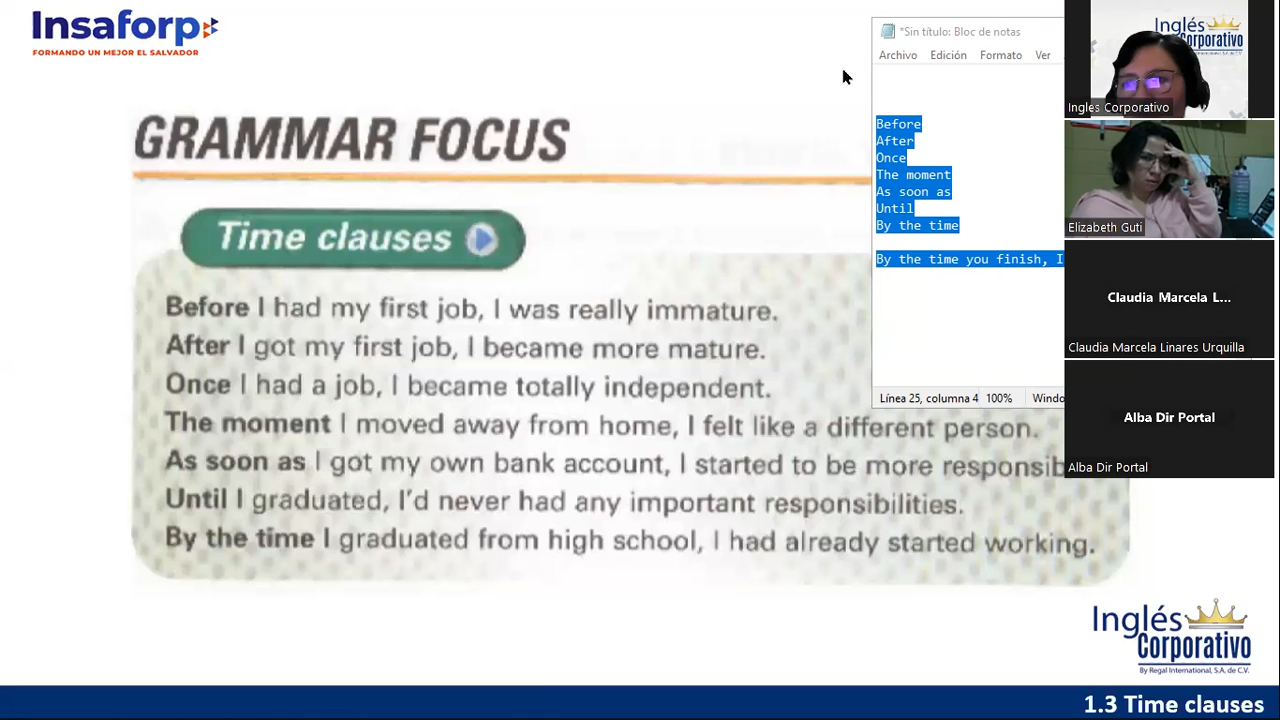 Insaforp
FORMANDO UN MEJOR EL SALVADOR
GRAMMAR FOCUS
Time clauses
Before I had my first job, I was really immature.
After I got my first job, I became more mature.
Once I had a job, I became totally independent.
The moment I moved away from home, I felt like a different person.
As soon as I got my own bank account, I started to be more responsib
Until I graduated, I'd never had any important responsibilities.
By the time I graduated from high school, I had already started working.
*Sin título: Bloc de notas
Archivo Edición Formato Ver
Before
After
Once
The moment
As soon as
Until
By the time
By the time you finish, I
Línea 25, columna 4 100% Windo
Inglés
Corporativo
Ingles Corporativo
Elizabeth Guti
Claudia Marcela L...
Claudia Marcela Linares Urquilla
Alba Dir Portal
Alba Dir Portal
Inglés
Corporativo
By Regal International, S.A. de C.V.
1.3 Time clauses